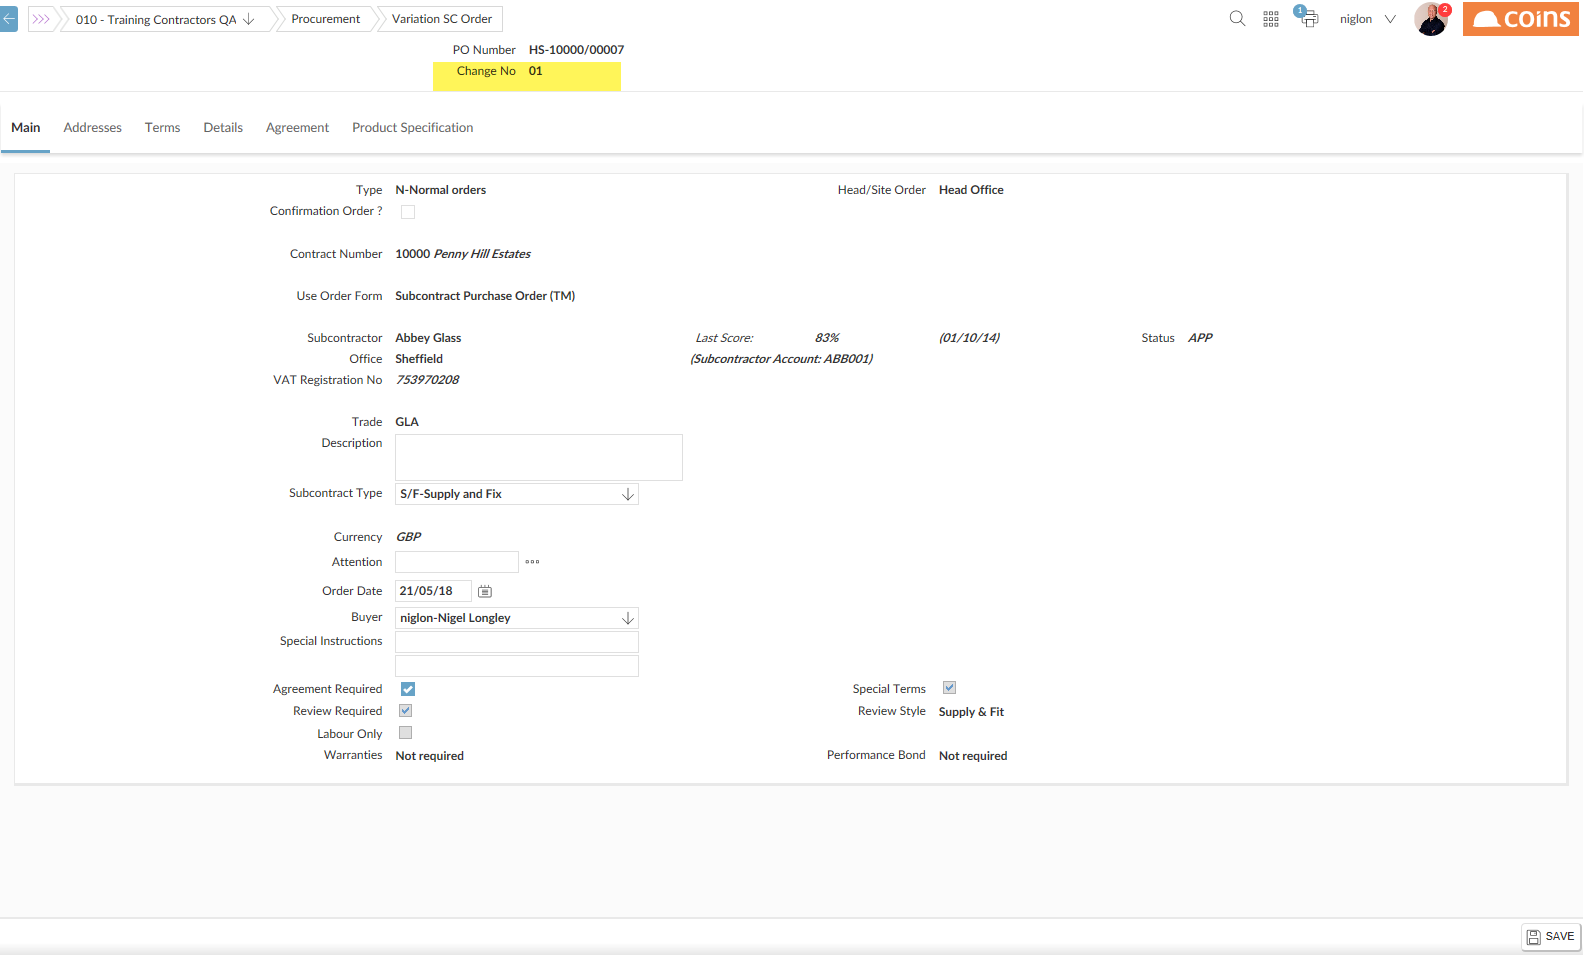 010 - Training Contractors QA
Procurement
Variation SC Order
1
niglon
2
coins
PO Number HS-10000/00007
Change No 01
Main Addresses Terms Details Agreement Product Specification
Type N-Normal orders Head/Site Order Head Office
Confirmation Order ?
Contract Number 10000 Penny Hill Estates
Use Order Form Subcontract Purchase Order (TM)
Subcontractor Abbey Glass Last Score: 83% (01/10/14) Status APP
Office Sheffield (Subcontractor Account: ABB001)
VAT Registration No 753970208
Trade GLA
Description
Subcontract Type S/F-Supply and Fix
Currency GBP
Attention
Order Date 21/05/18
Buyer niglon-Nigel Longley
Special Instructions
Agreement Required Special Terms
Review Required Review Style Supply & Fit
Labour Only
Warranties Not required Performance Bond Not required
SAVE